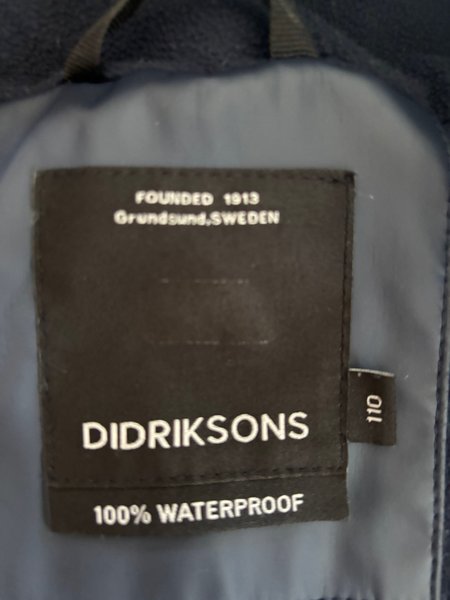 FOUNDED 1913
Grundsund,SWEDEN
DIDRIKSONS
110
100% WATERPROOF